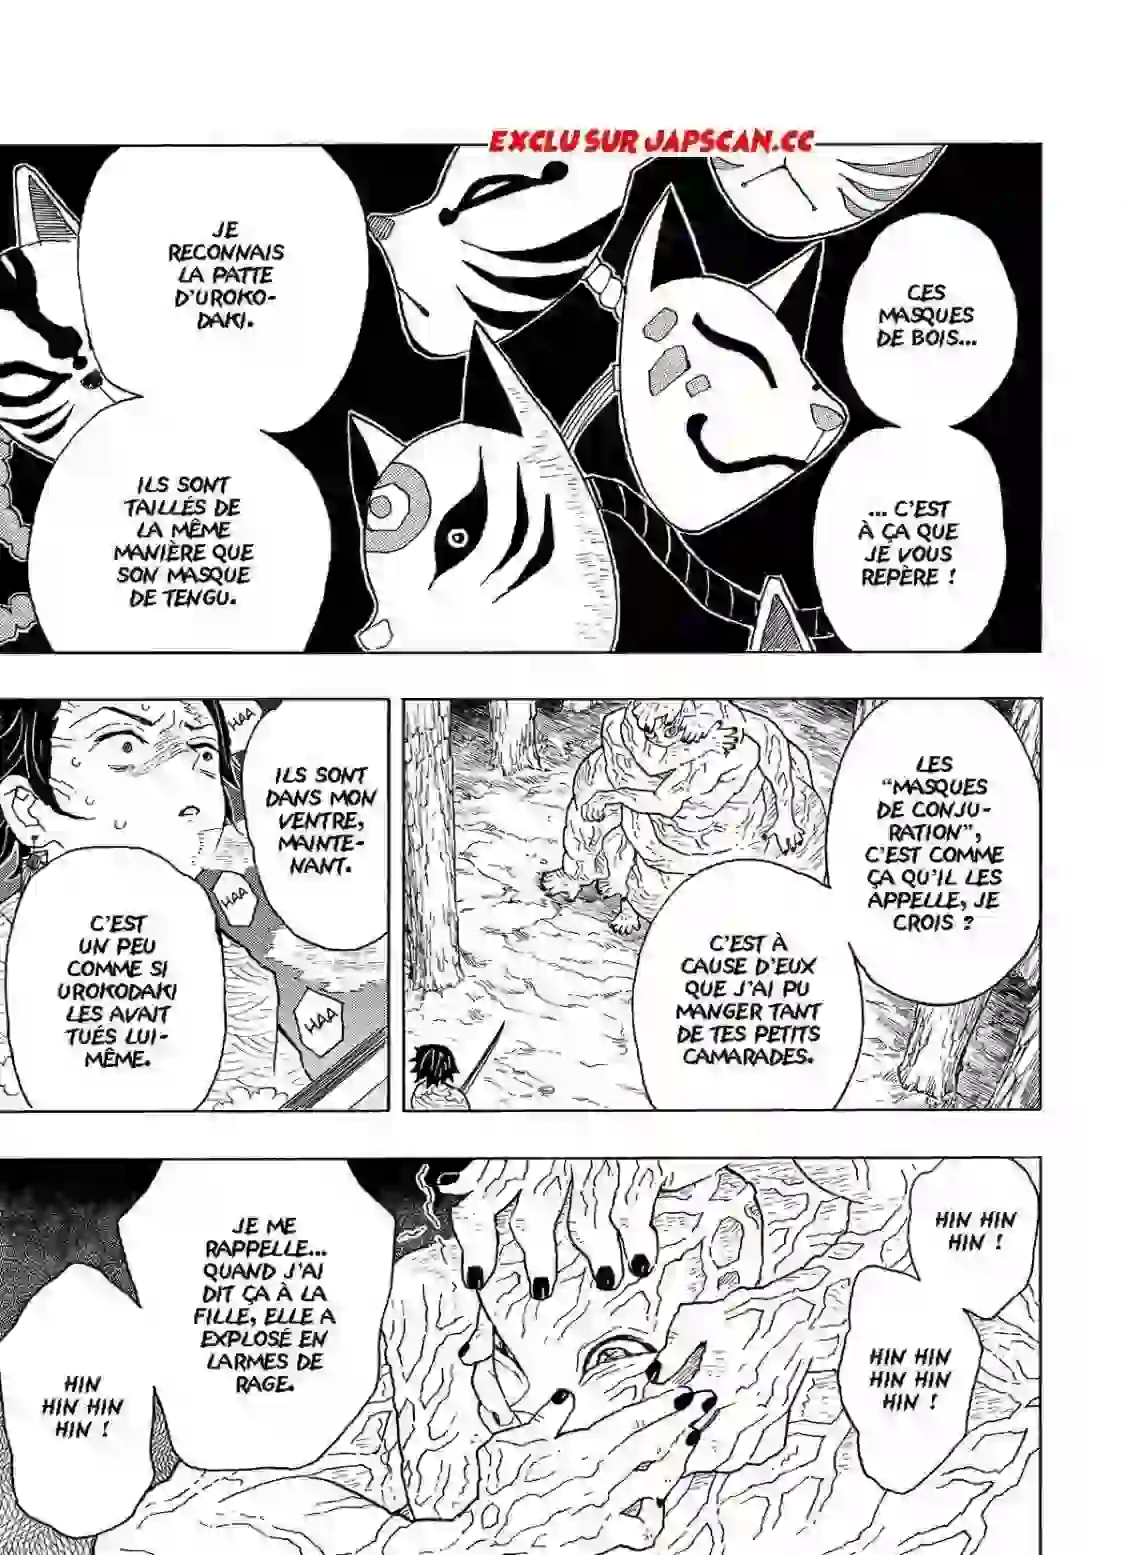 EXCLU SUR JAPSCAN.CC
CES
MASQUES
DE BOIS...
... C'EST
À ÇA QUE
JE VOUS
REPÈRE !
JE
RECONNAIS
LA PATTE
D'UROKO-
DAKI.
ILS SONT
TAILLÉS DE
LA MÊME
MANIÈRE QUE
SON MASQUE
DE TENGU.
LES
"MASQUES
DE CONJU-
RATION",
C'EST COMME
ÇA QU'IL LES
APPELLE, JE
CROIS ?
C'EST À
CAUSE D'EUX
QUE J'AI PU
MANGER TANT
DE TES PETITS
CAMARADES.
HAA
ILS SONT
DANS MON
VENTRE,
MAINTE-
NANT.
HAA
HAA
C'EST
UN PEU
COMME SI
UROKODAKI
LES AVAIT
TUÉS LUI-
MÊME.
HIN HIN
HIN !
HIN HIN
HIN HIN
HIN !
JE ME
RAPPELLE...
QUAND J'AI
DIT ÇA À LA
FILLE, ELLE A
EXPLOSÉ EN
LARMES DE
RAGE.
HIN
HIN HIN
HIN !